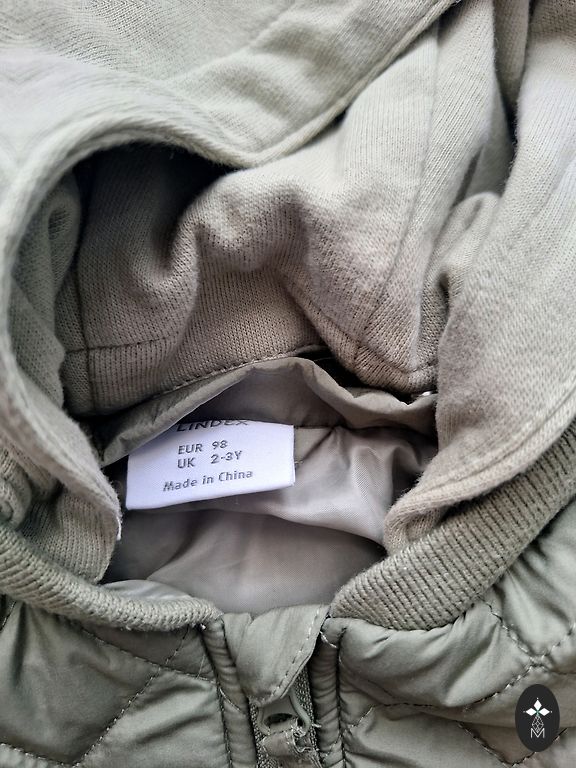 LINDEX
EUR 98
UK 2-3Y
Made in China
M